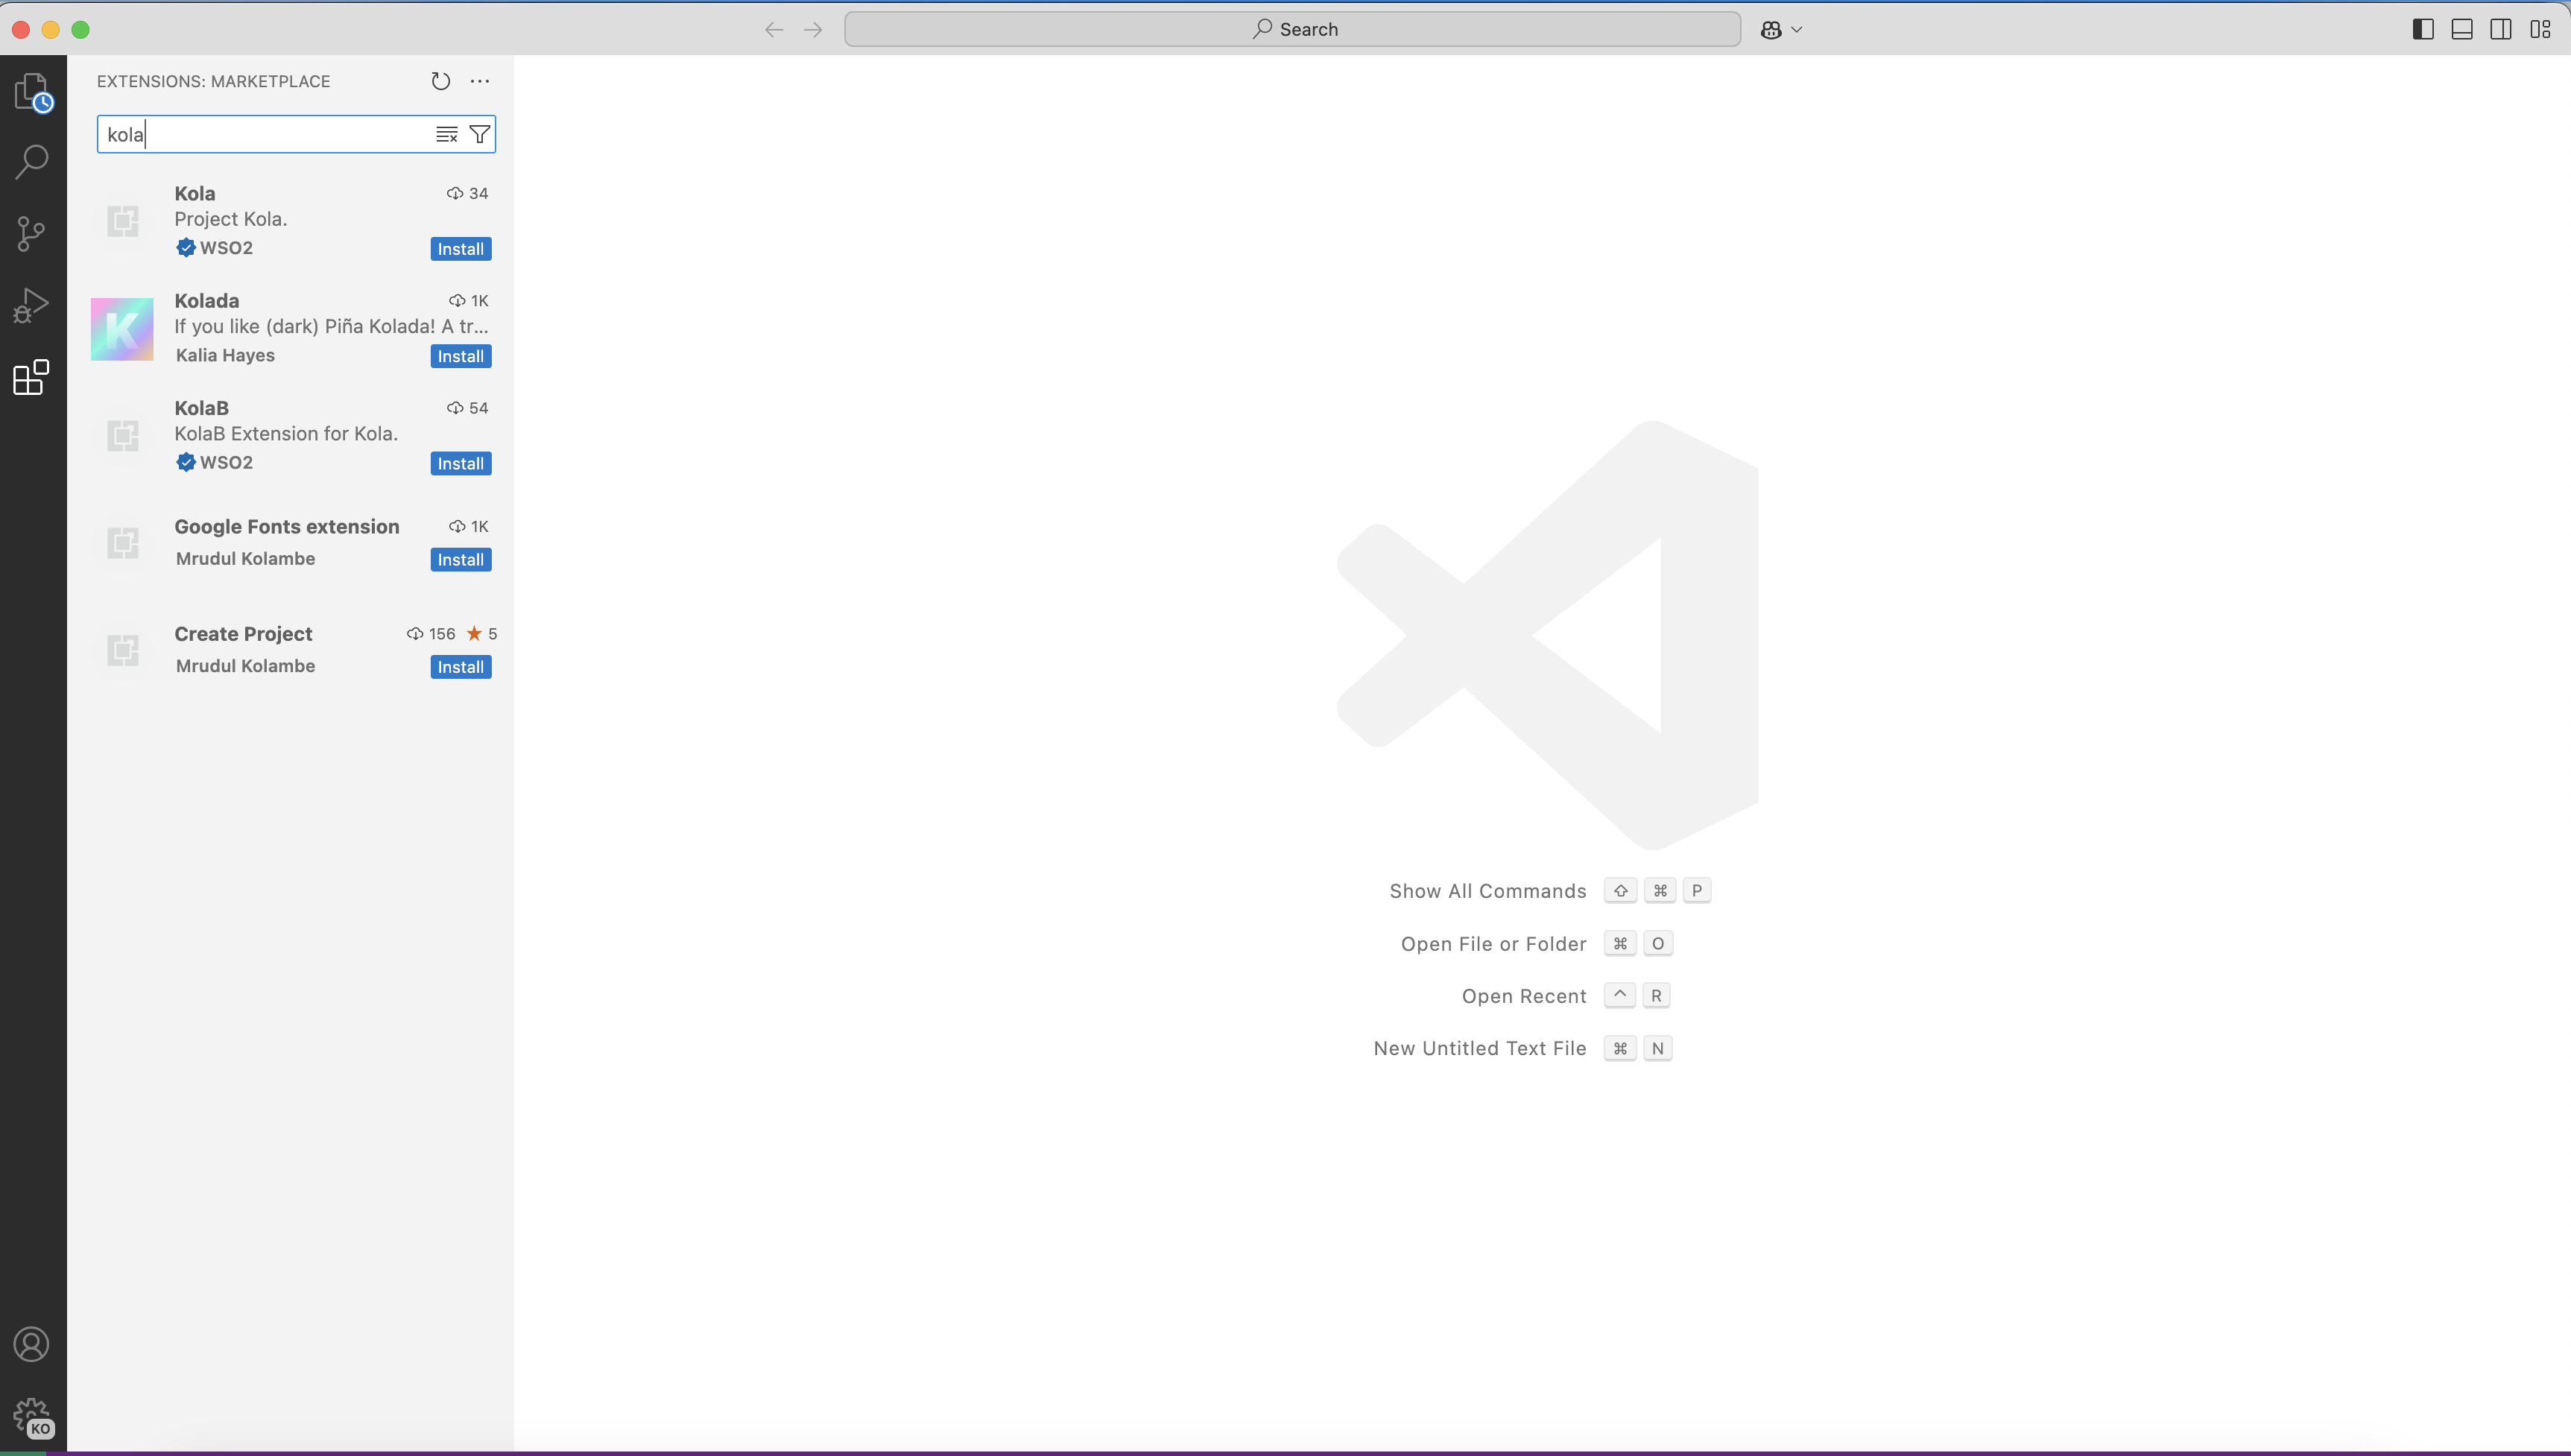 Search
EXTENSIONS: MARKETPLACE
kola
Kola 34
Project Kola.
WSO2 Install
Kolada 1K
If you like (dark) Piña Kolada! A tr...
Kalia Hayes Install
KolaB 54
KolaB Extension for Kola.
WSO2 Install
Google Fonts extension 1K
Mrudul Kolambe Install
Create Project 156 ★ 5
Mrudul Kolambe Install
K
Show All Commands ⇧ ⌘ P
Open File or Folder ⌘ O
Open Recent ^ R
New Untitled Text File ⌘ N
KO